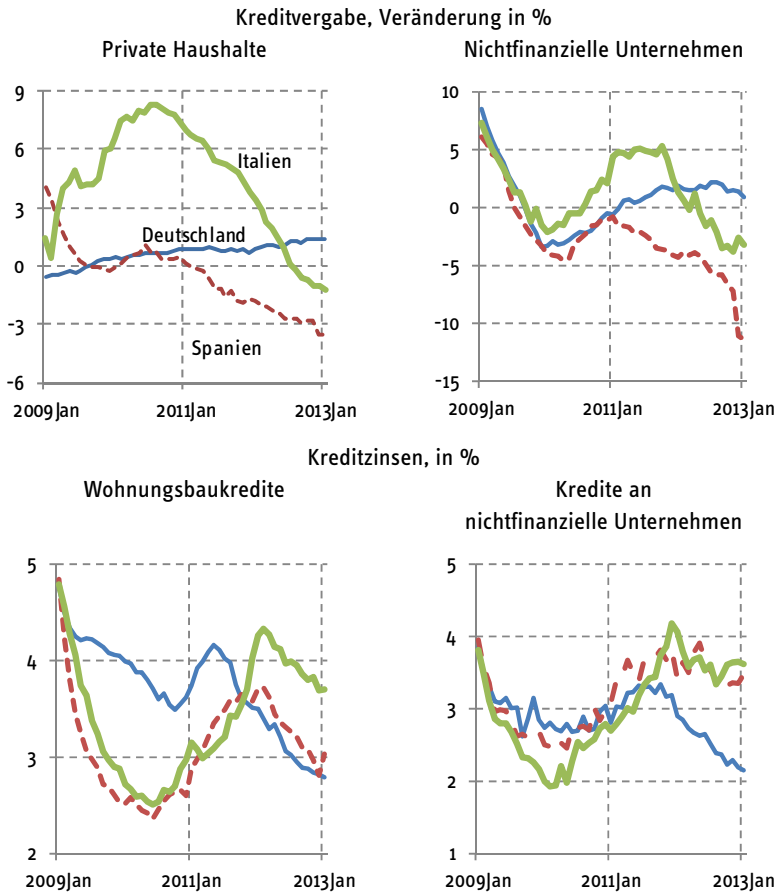 Kreditvergabe, Veränderung in %
Private Haushalte
9
6
3
0
-3
-6
Italien
Deutschland
Spanien
2009Jan 2011Jan 2013Jan
Nichtfinanzielle Unternehmen
10
5
0
-5
-10
-15
2009Jan 2011Jan 2013Jan
Kreditzinsen, in %
Wohnungsbaukredite
5
4
3
2
2009Jan 2011Jan 2013Jan
Kredite an
nichtfinanzielle Unternehmen
5
4
3
2
1
2009Jan 2011Jan 2013Jan